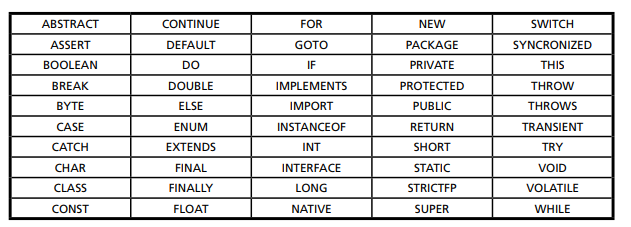 ABSTRACT CONTINUE FOR NEW SWITCH
ASSERT DEFAULT GOTO PACKAGE SYNCRONIZED
BOOLEAN DO IF PRIVATE THIS
BREAK DOUBLE IMPLEMENTS PROTECTED THROW
BYTE ELSE IMPORT PUBLIC THROWS
CASE ENUM INSTANCEOF RETURN TRANSIENT
CATCH EXTENDS INT SHORT TRY
CHAR FINAL INTERFACE STATIC VOID
CLASS FINALLY LONG STRICTFP VOLATILE
CONST FLOAT NATIVE SUPER WHILE